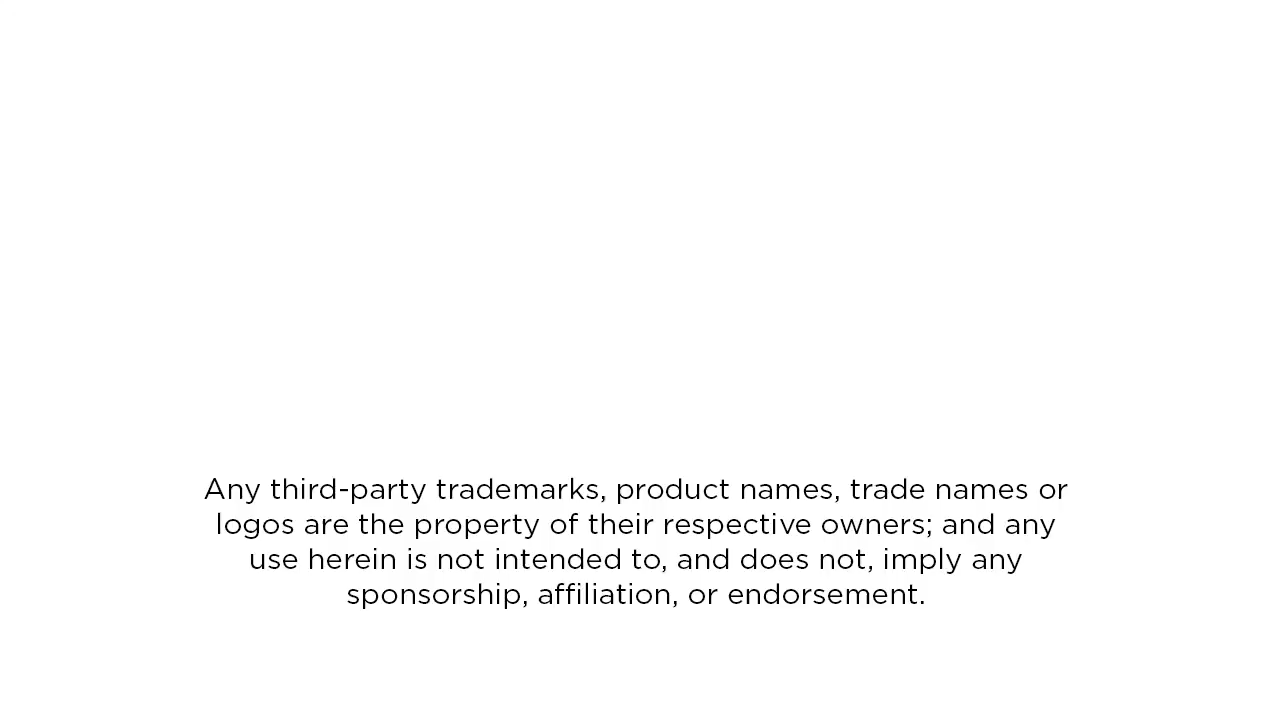 Any third-party trademarks, product names, trade names or
logos are the property of their respective owners; and any
use herein is not intended to, and does not, imply any
sponsorship, affiliation, or endorsement.